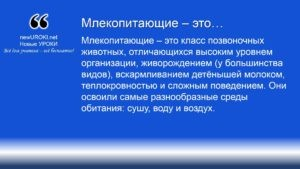 newUROKI.net
Новые УРОКИ
Всё для учителя – всё бесплатно!
Млекопитающие – это…
Млекопитающие – это класс позвоночных
животных, отличающихся высоким уровнем
организации, живорождением (у большинства
видов), вскармливанием детёнышей молоком,
теплокровностью и сложным поведением. Они
освоили самые разнообразные среды
обитания: сушу, воду и воздух.